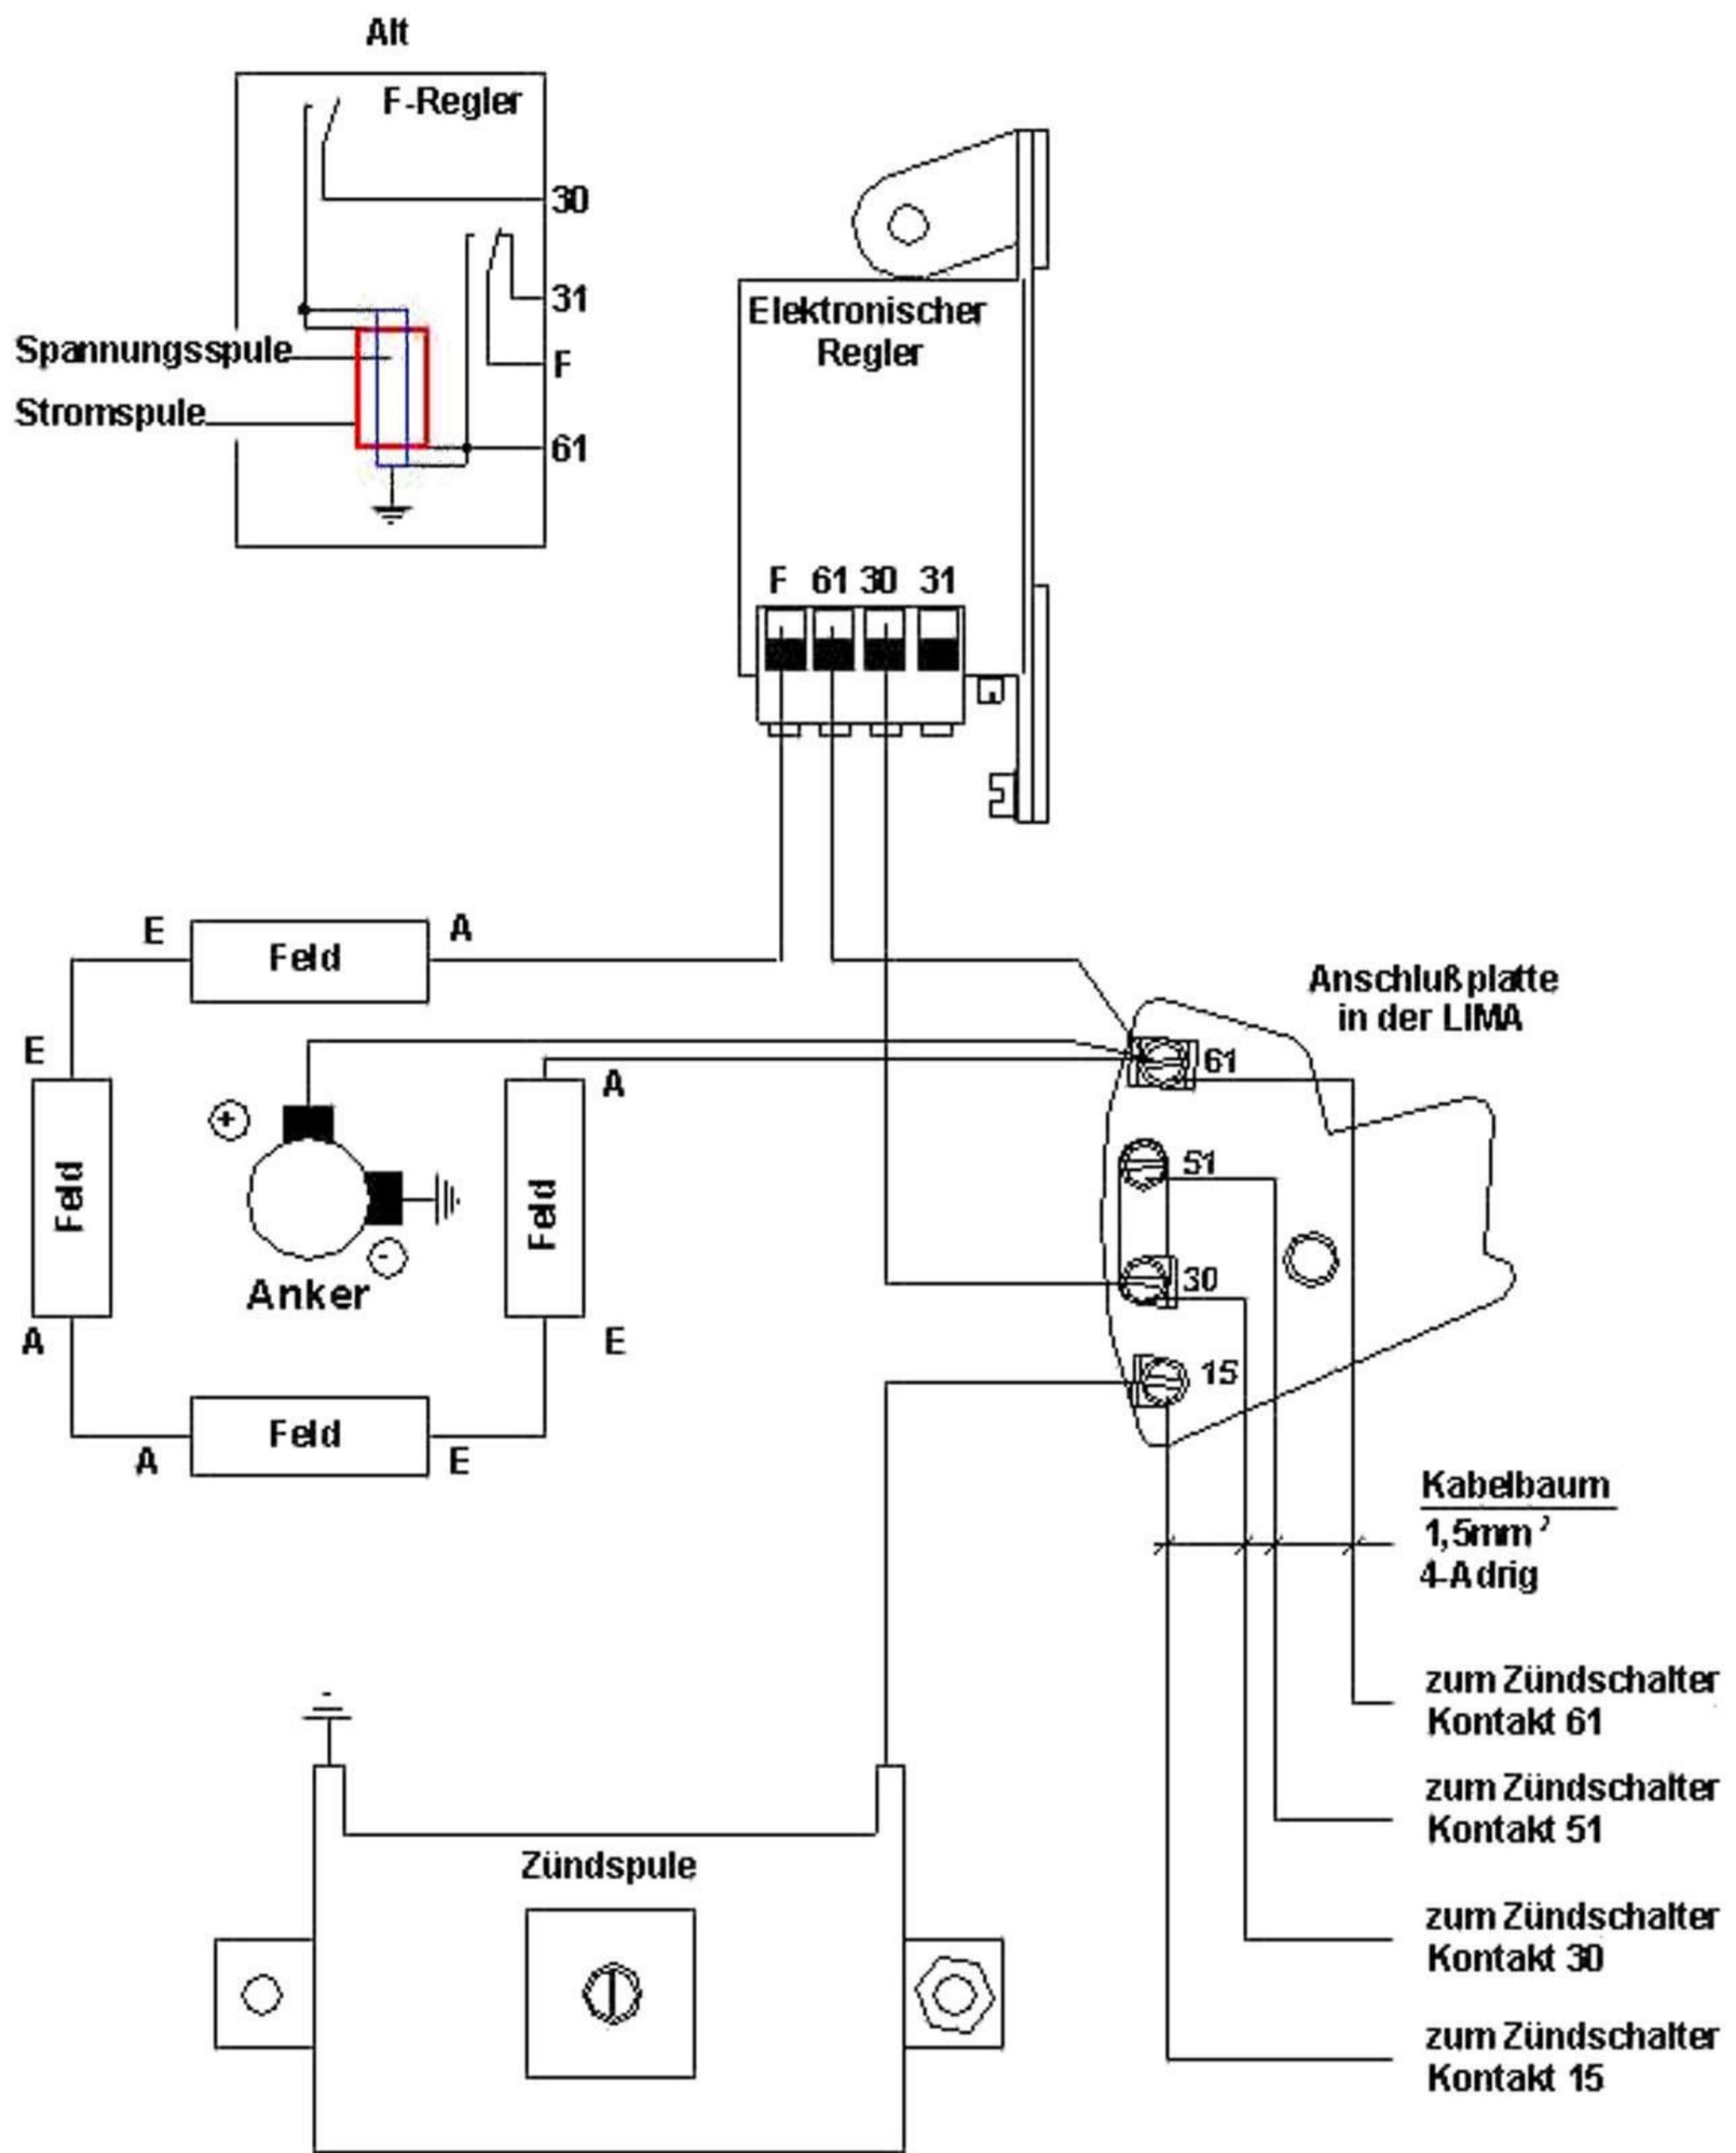 Alt
F-Regler
30
31
F
61
Spannungsspule
Stromspule
Elektronischer
Regler
F 61 30 31
E
Feld
A
E
Feld
A
+
-
Anker
A
Feld
E
A
Feld
E
Anschlußplatte
in der LIMA
61
51
30
15
Kabelbaum
1,5mm²
4-Adrig
zum Zündschalter
Kontakt 61
zum Zündschalter
Kontakt 51
zum Zündschalter
Kontakt 30
zum Zündschalter
Kontakt 15
-
Zündspule